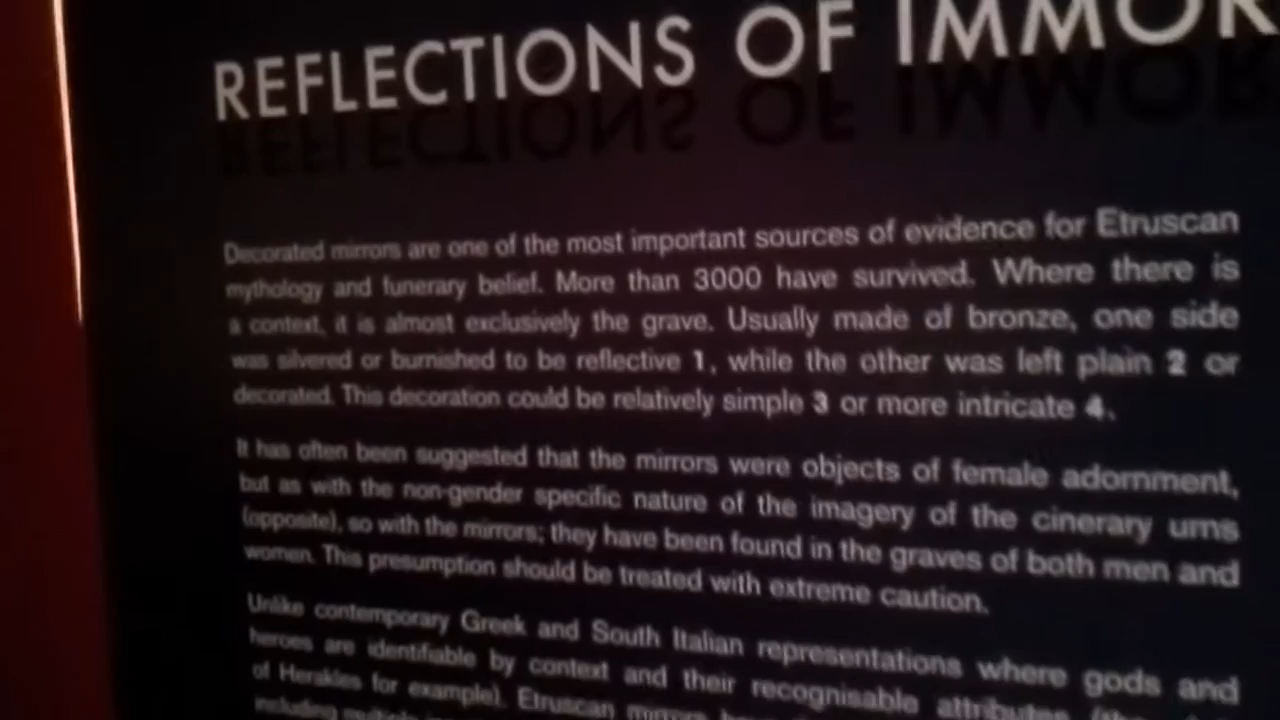 REFLECTIONS OF IMMOR
Decorated mirrors are one of the most important sources of evidence for Etruscan
mythology and funerary belief. More than 3000 have survived. Where there is
a context, it is almost exclusively the grave. Usually made of bronze, one side
was silvered or burnished to be reflective 1, while the other was left plain 2 or
decorated. This decoration could be relatively simple 3 or more intricate 4.
It has often been suggested that the mirrors were objects of female adornment,
but as with the non-gender specific nature of the imagery of the cinerary urns
(opposite), so with the mirrors; they have been found in the graves of both men and
women. This presumption should be treated with extreme caution.
Unlike contemporary Greek and South Italian representations where gods and
heroes are identifiable by context and their recognisable attributes
of Herakles for example), Etruscan mirrors
including multiple